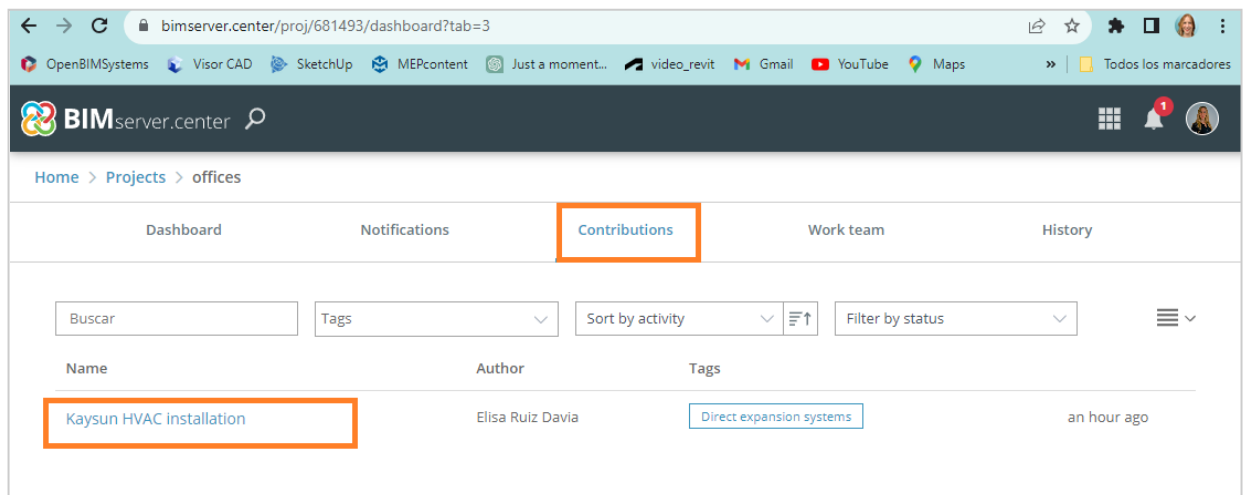 bimserver.center/proj/681493/dashboard?tab=3
OpenBIMSystems Visor CAD SketchUp MEPcontent Just a moment... video_revit Gmail YouTube Maps » Todos los marcadores
BIMserver.center 1
Home > Projects > offices
Dashboard Notifications Contributions Work team History
Buscar Tags Sort by activity Filter by status
Name Author Tags
Kaysun HVAC installation Elisa Ruiz Davia Direct expansion systems an hour ago